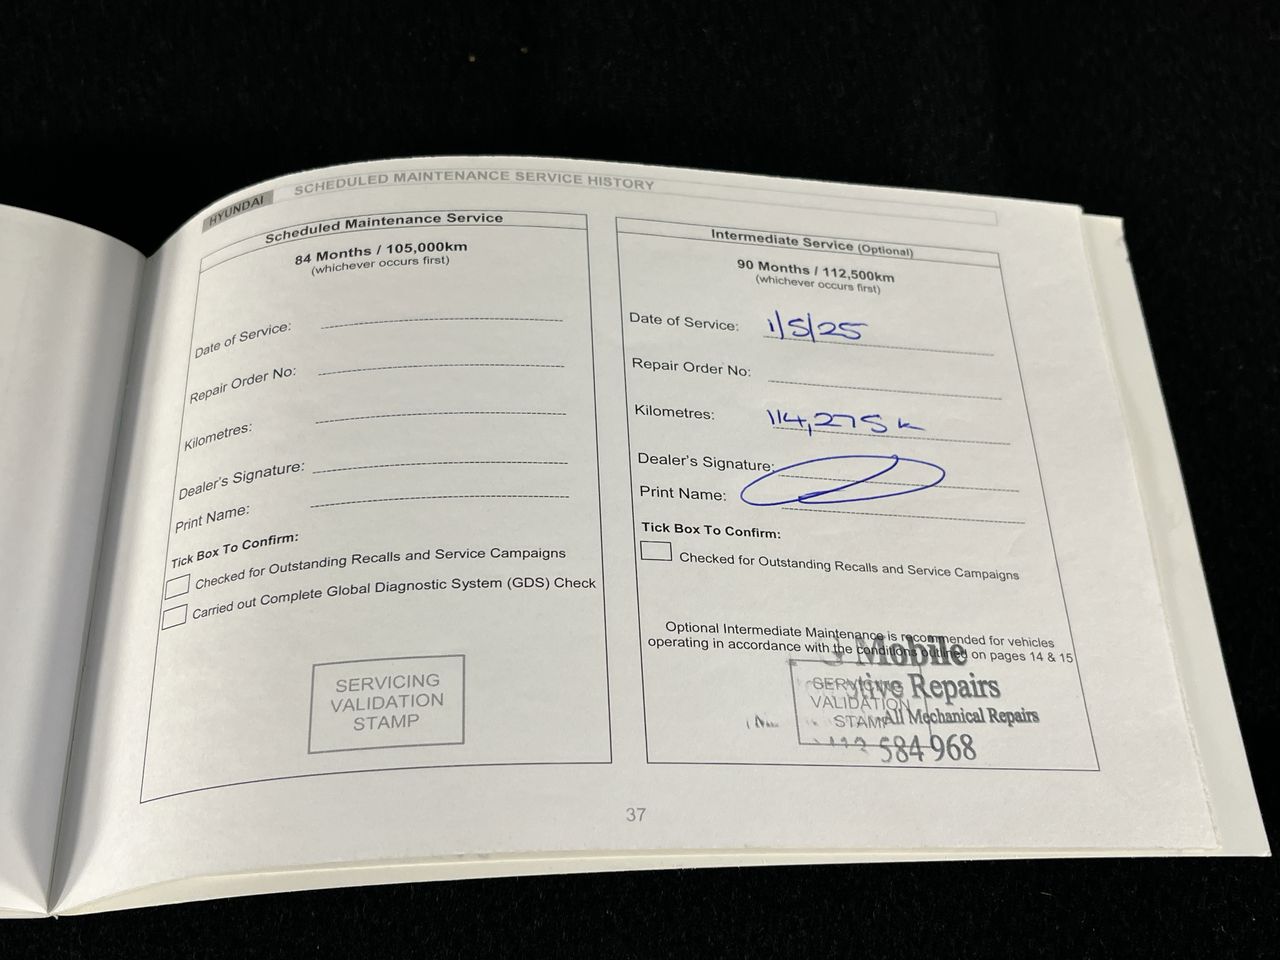 HYUNDAI
SCHEDULED MAINTENANCE SERVICE HISTORY
Scheduled Maintenance Service
84 Months / 105,000km
(whichever occurs first)
Date of Service:
Repair Order No:
Kilometres:
Dealer's Signature:
Print Name:
Tick Box To Confirm:
Checked for Outstanding Recalls and Service Campaigns
Carried out Complete Global Diagnostic System (GDS) Check
SERVICING
VALIDATION
STAMP
Intermediate Service (Optional)
90 Months / 112,500km
(whichever occurs first)
Date of Service: 1/5/25
Repair Order No:
Kilometres: 114,275 k
Dealer's Signature:
Print Name:
Tick Box To Confirm:
Checked for Outstanding Recalls and Service Campaigns
Optional Intermediate Maintenance is recommended for vehicles
operating in accordance with the conditions outlined on pages 14 & 15
Mobile
Repairs
All Mechanical Repairs
584 968
SERVICING
VALIDATION
STAMP
37